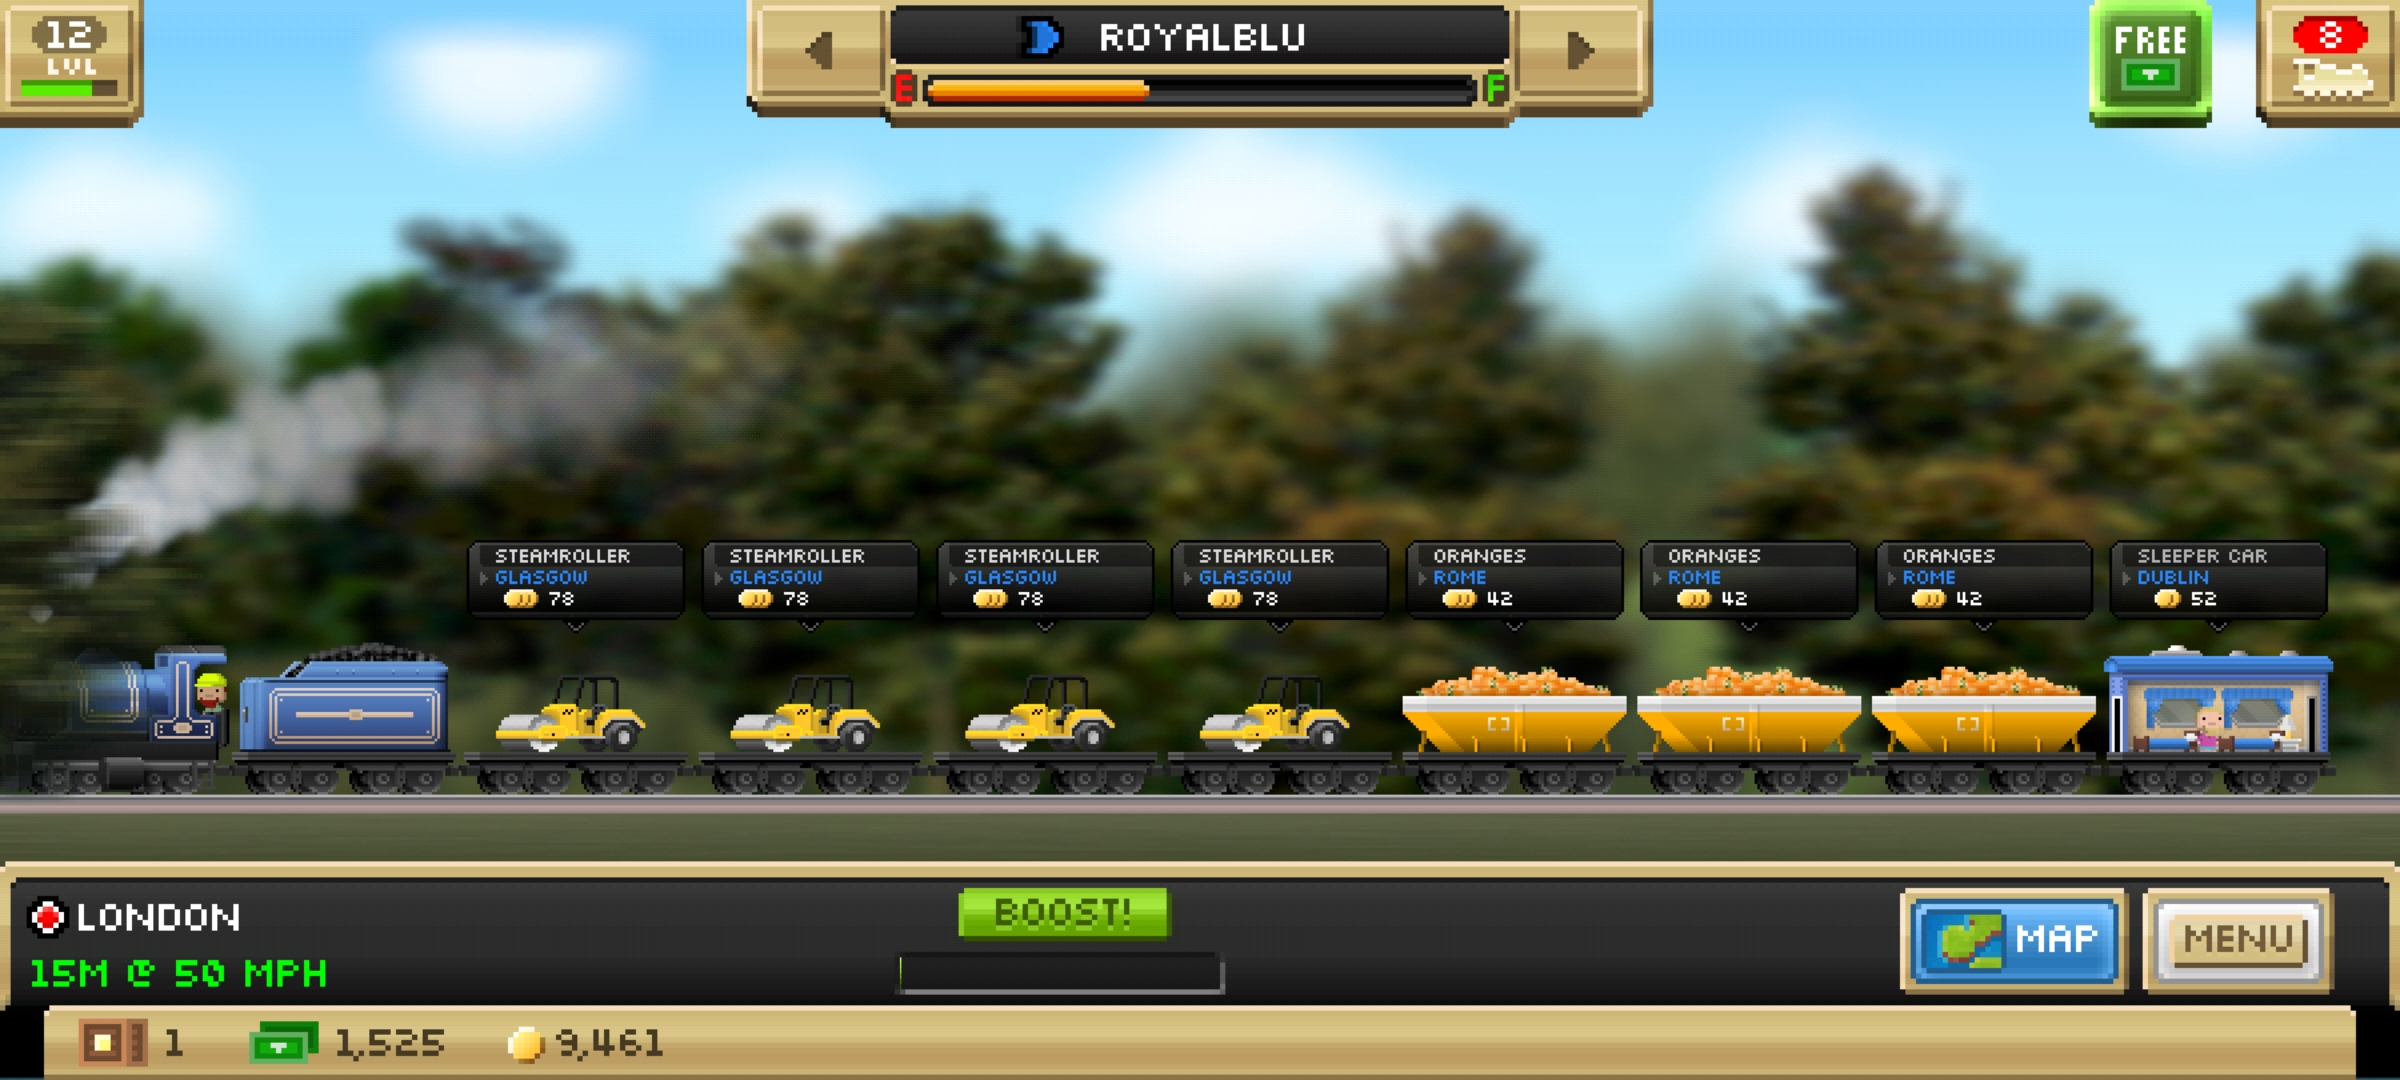 12
LVL
ROYALBLU
E F
FREE
8
STEAMROLLER
GLASGOW
78
STEAMROLLER
GLASGOW
78
STEAMROLLER
GLASGOW
78
STEAMROLLER
GLASGOW
78
ORANGES
ROME
42
ORANGES
ROME
42
ORANGES
ROME
42
SLEEPER CAR
DUBLIN
52
LONDON
15M @ 50 MPH
BOOST!
MAP
MENU
1
1,525
9,461